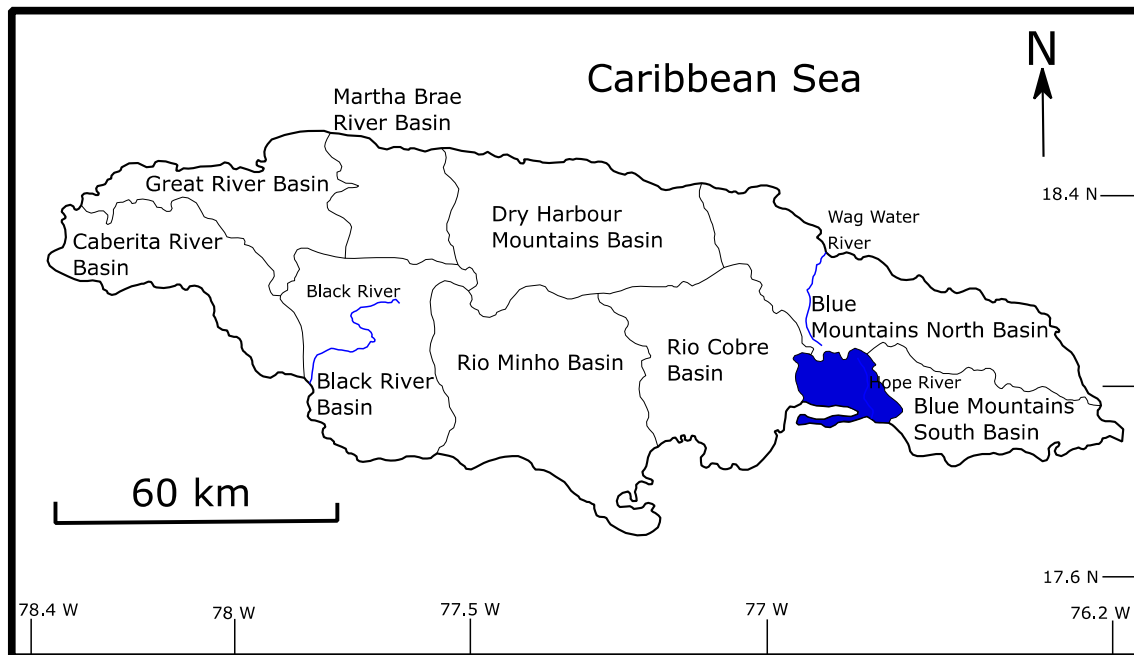 N
Caribbean Sea
Martha Brae
River Basin
Great River Basin
18.4 N
Dry Harbour
Mountains Basin
Wag Water
River
Caberita River
Basin
Black River
Blue
Mountains North Basin
Rio Cobre
Basin
Rio Minho Basin
Black River
Basin
Hope River
Blue Mountains
South Basin
60 km
17.6 N
78.4 W
78 W
77.5 W
77 W
76.2 W